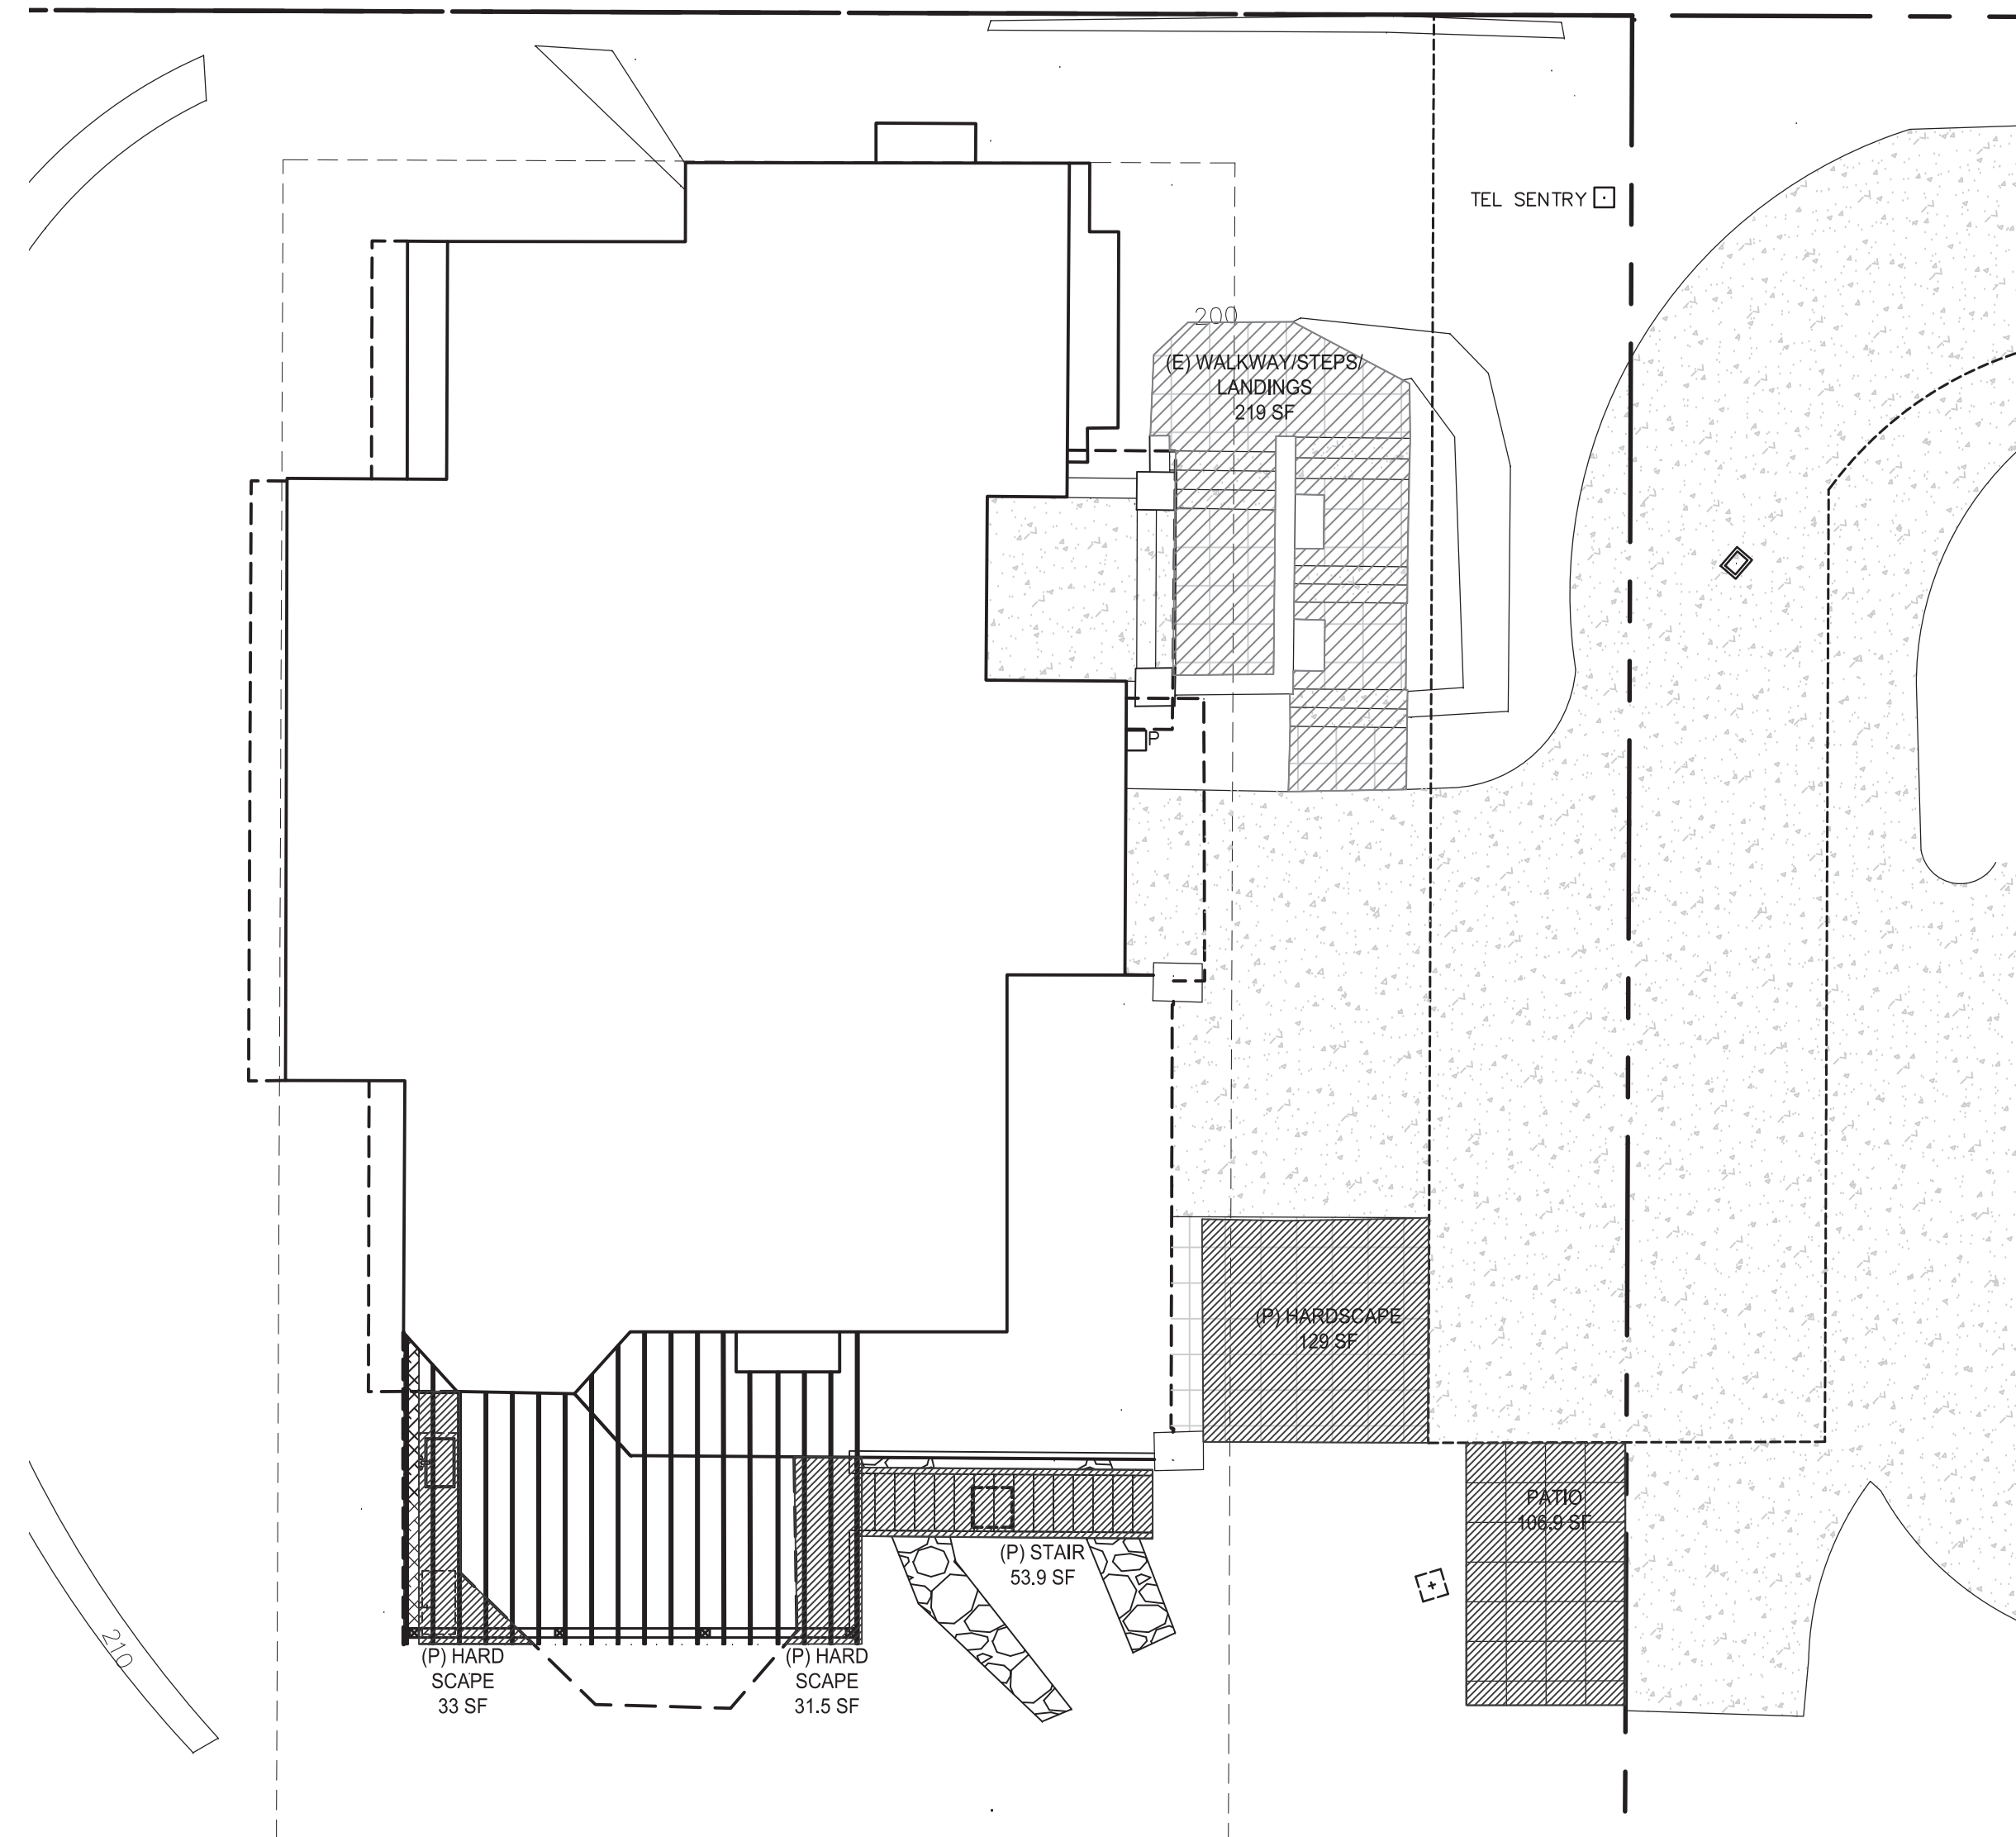 TEL SENTRY
200
(E) WALKWAY/STEPS/
LANDINGS
219 SF
P
(P) HARDSCAPE
129 SF
PATIO
106.9 SF
(P) STAIR
53.9 SF
(P) HARD
SCAPE
33 SF
(P) HARD
SCAPE
31.5 SF
210